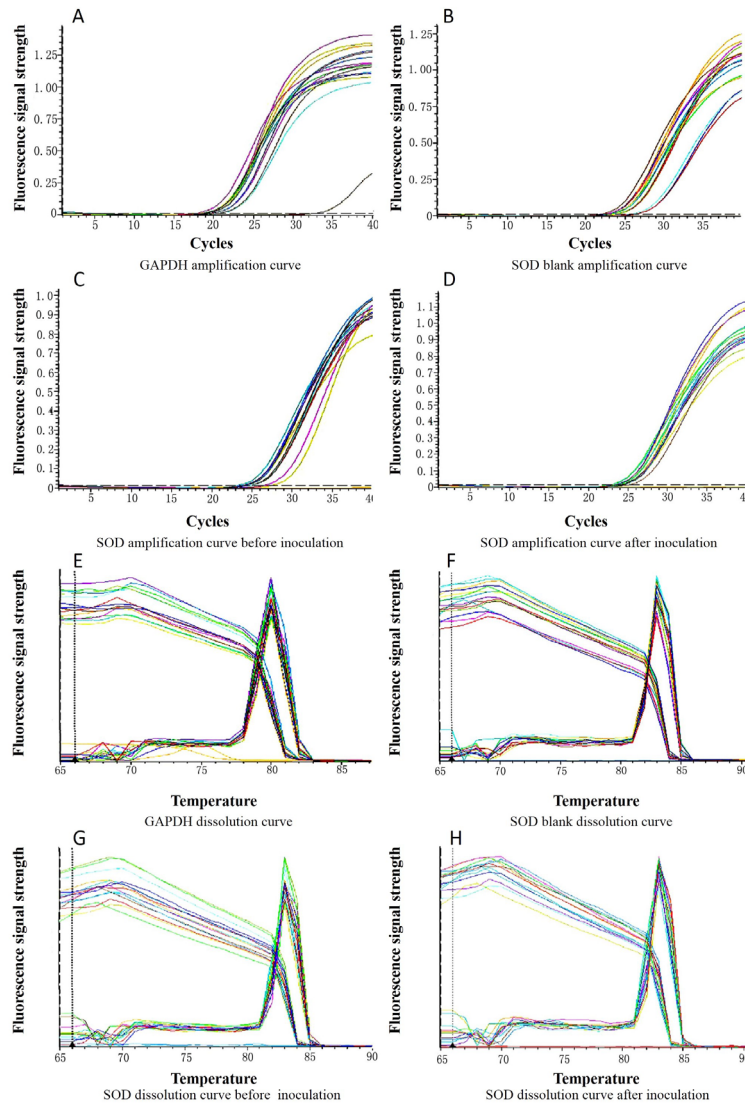 A
B
Fluorescence signal strength
1.25
1.00
0.75
0.50
0.25
0
5 10 15 20 25 30 35 40
Cycles
GAPDH amplification curve
Fluorescence signal strength
1.25
1.00
0.75
0.50
0.25
0
5 10 15 20 25 30 35
Cycles
SOD blank amplification curve
C
D
Fluorescence signal strength
1.0
0.9
0.8
0.7
0.6
0.5
0.4
0.3
0.2
0.1
0
5 10 15 20 25 30 35 40
Cycles
SOD amplification curve before inoculation
Fluorescence signal strength
1.1
1.0
0.9
0.8
0.7
0.6
0.5
0.4
0.3
0.2
0.1
0
5 10 15 20 25 30 35 40
Cycles
SOD amplification curve after inoculation
E
F
Fluorescence signal strength
65 70 75 80 85
Temperature
GAPDH dissolution curve
Fluorescence signal strength
65 70 75 80 85 90
Temperature
SOD blank dissolution curve
G
H
Fluorescence signal strength
65 70 75 80 85 90
Temperature
SOD dissolution curve before inoculation
Fluorescence signal strength
65 70 75 80 85 90
Temperature
SOD dissolution curve after inoculation